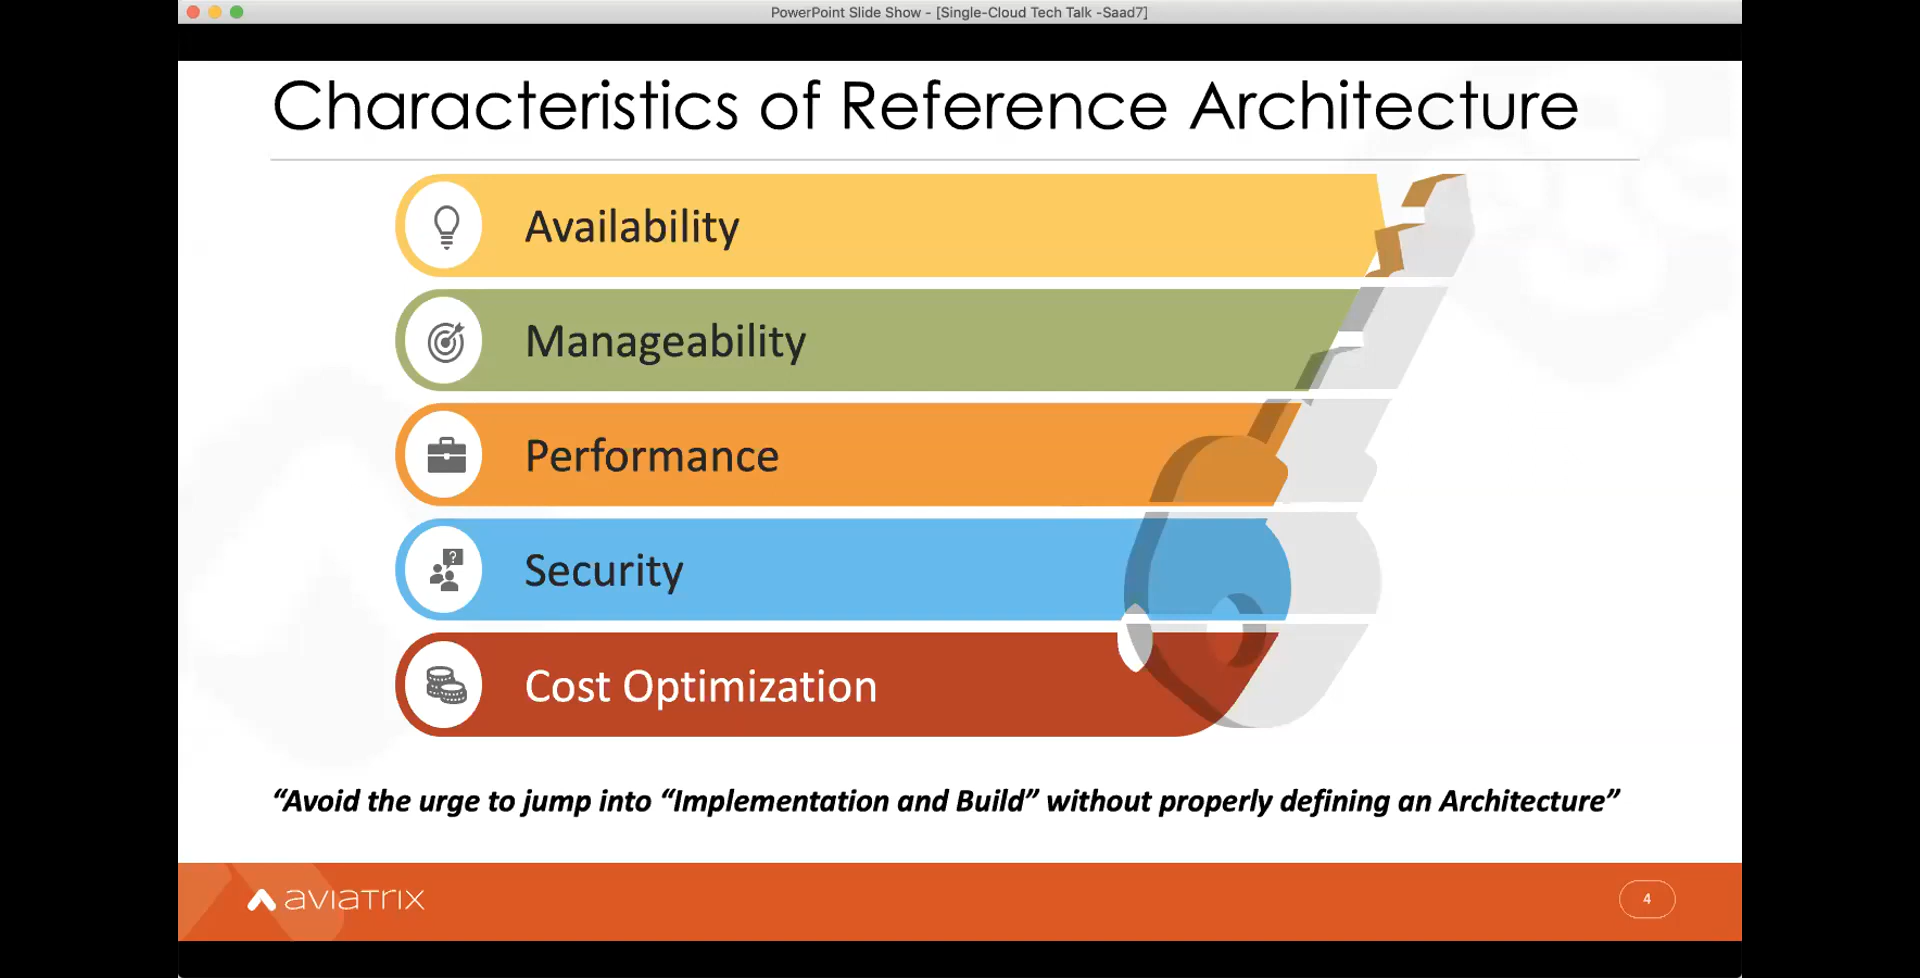 PowerPoint Slide Show - [Single-Cloud Tech Talk -Saad7]
Characteristics of Reference Architecture
Availability
Manageability
Performance
?
Security
Cost Optimization
“Avoid the urge to jump into “Implementation and Build” without properly defining an Architecture”
aviatrix
4